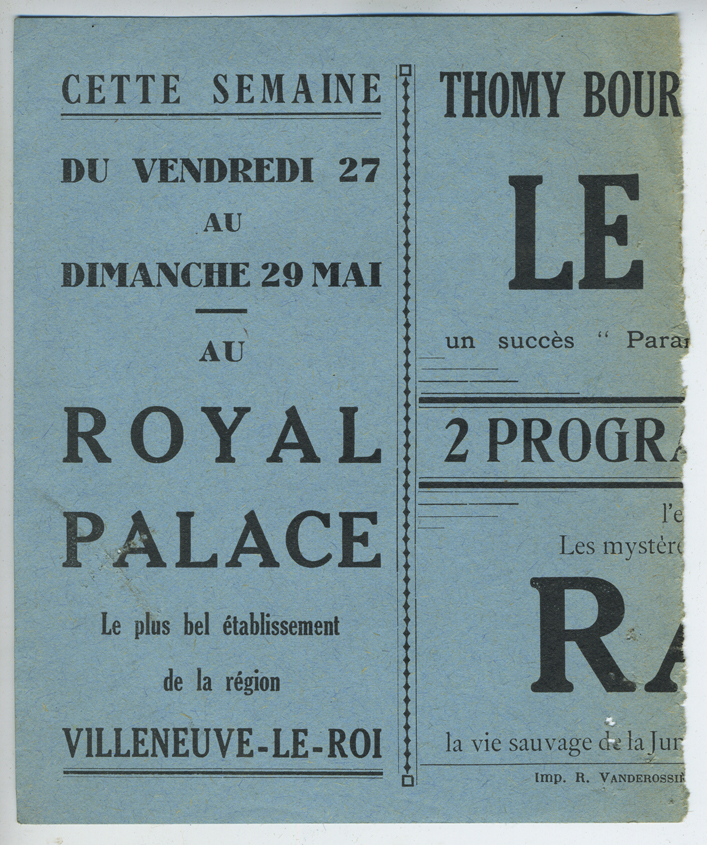 CETTE SEMAINE
DU VENDREDI 27
AU
DIMANCHE 29 MAI
AU
ROYAL
PALACE
Le plus bel établissement
de la région
VILLENEUVE-LE-ROI
THOMY BOUR
LE
un succès " Para
2 PROGRA
l'e
Les mystère
RA
la vie sauvage de la Jun
Imp. R. VANDEROSSIE